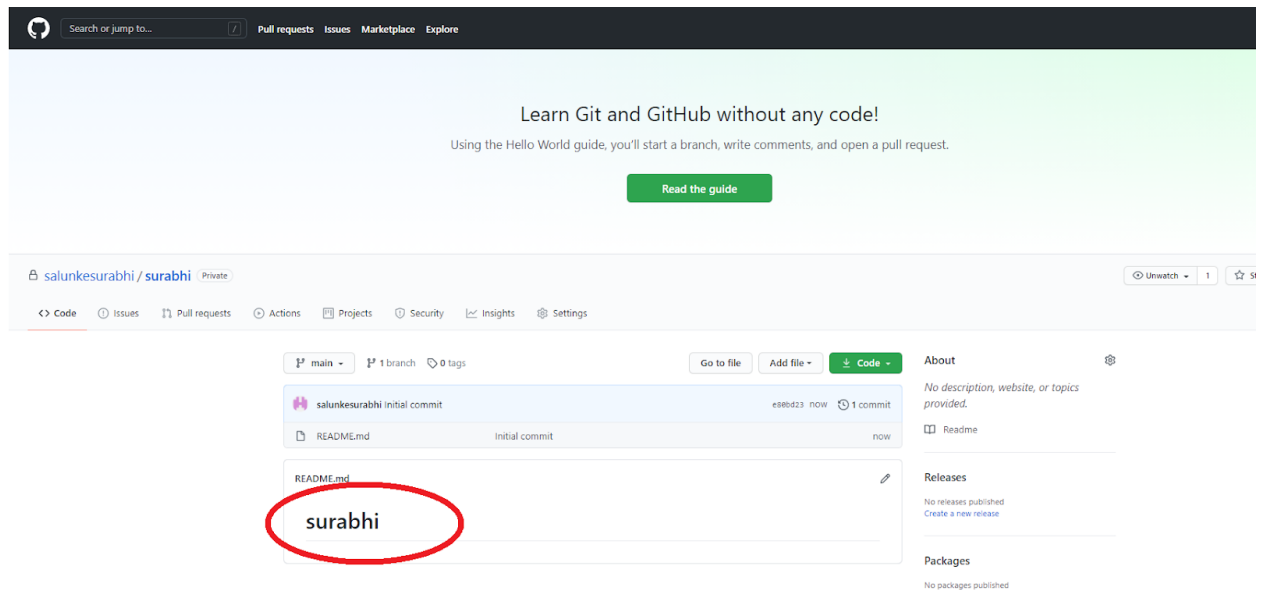 Search or jump to... /
Pull requests Issues Marketplace Explore
Learn Git and GitHub without any code!
Using the Hello World guide, you'll start a branch, write comments, and open a pull request.
Read the guide
salunkesurabhi / surabhi Private
Unwatch 1 St
<> Code Issues Pull requests Actions Projects Security Insights Settings
main 1 branch 0 tags
Go to file Add file Code
salunkesurabhi Initial commit e80bd23 now 1 commit
README.md Initial commit now
README.md
surabhi
About
No description, website, or topics
provided.
Readme
Releases
No releases published
Create a new release
Packages
No packages published